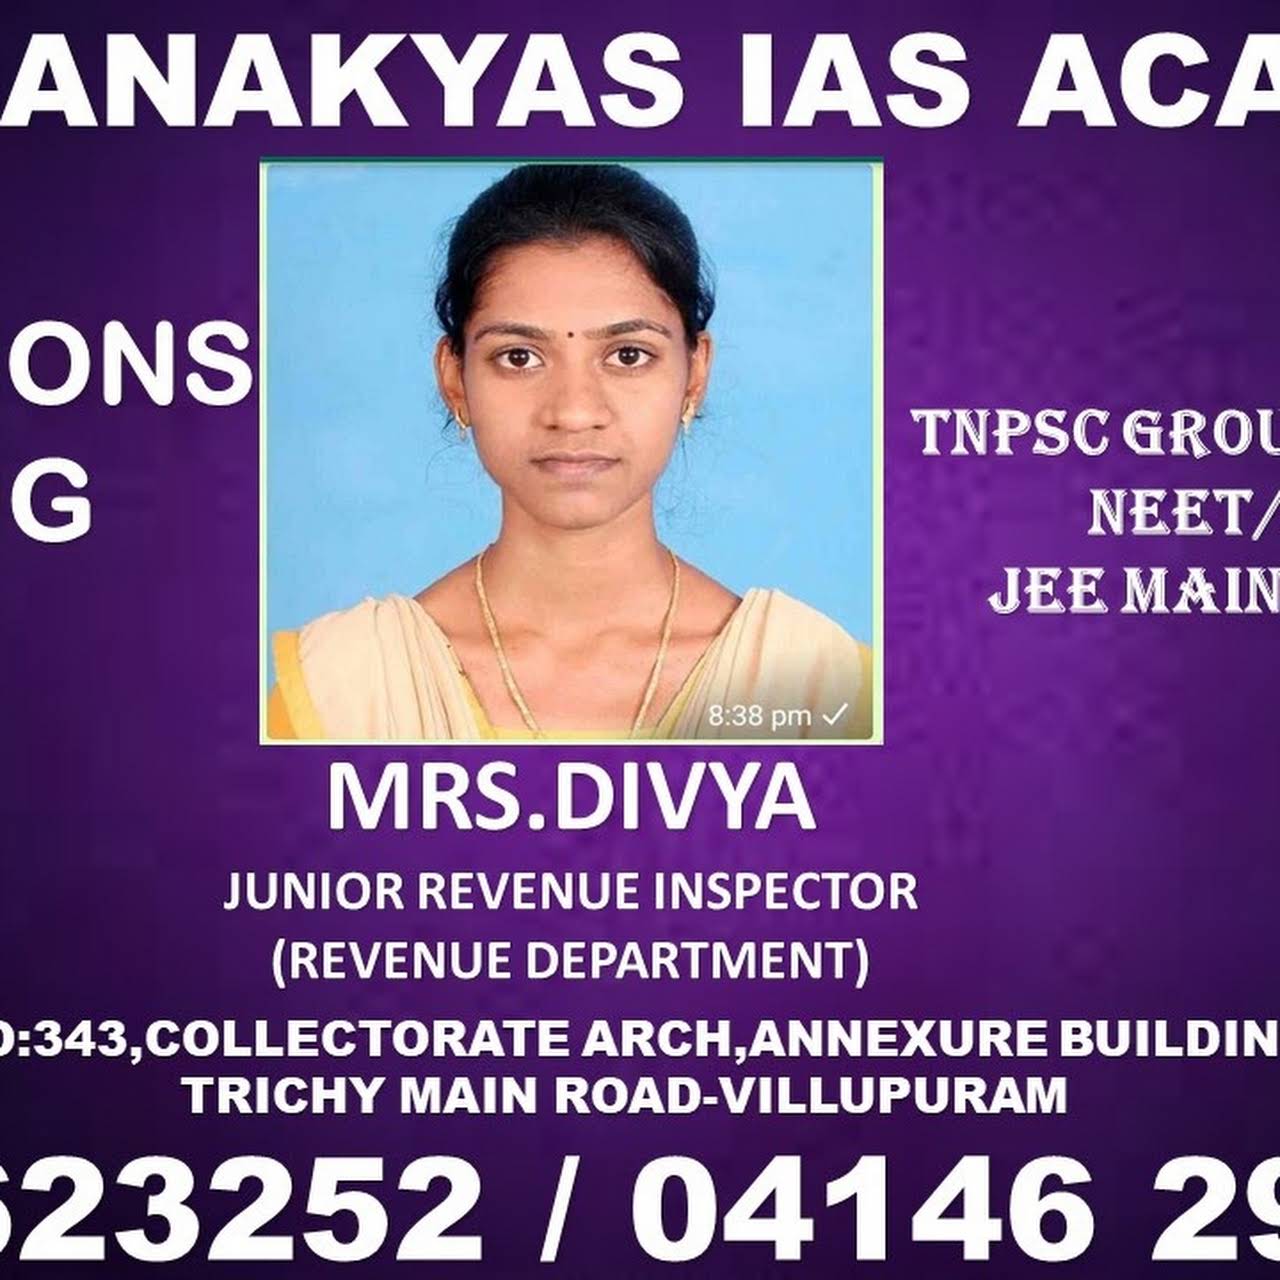 ANAKYAS IAS ACA
ONS
G
TNPSC GROU
NEET/
JEE MAIN
8:38 pm
MRS.DIVYA
JUNIOR REVENUE INSPECTOR
(REVENUE DEPARTMENT)
O:343,COLLECTORATE ARCH,ANNEXURE BUILDIN
TRICHY MAIN ROAD-VILLUPURAM
623252 / 04146 29